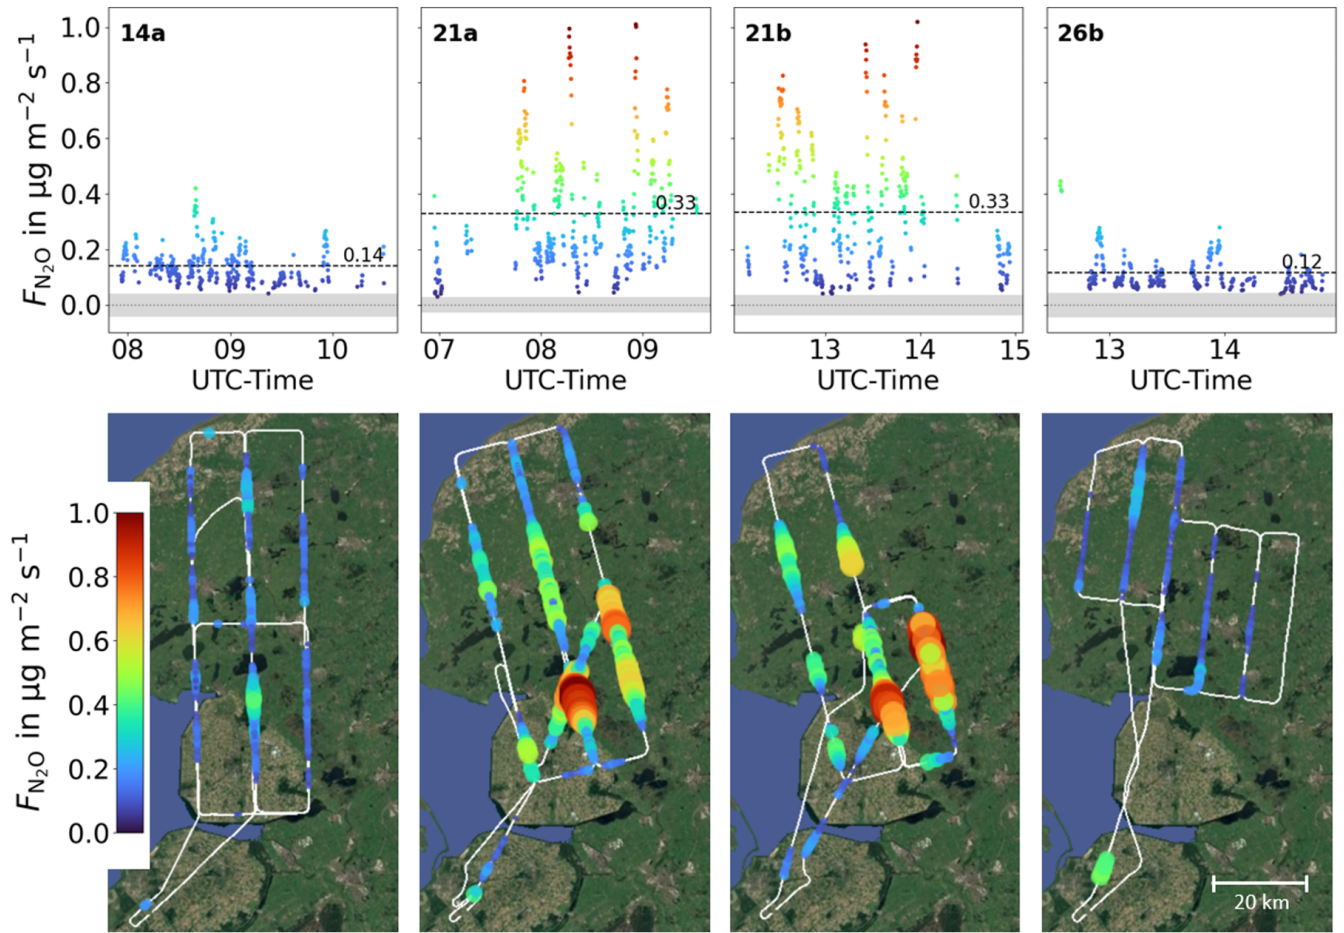 14a
21a
21b
26b
F_N₂O in μg m⁻² s⁻¹
1.0
0.8
0.6
0.4
0.2
0.0
0.14
0.33
0.33
0.12
08 09 10
07 08 09
13 14 15
13 14
UTC-Time
UTC-Time
UTC-Time
UTC-Time
F_N₂O in μg m⁻² s⁻¹
1.0
0.8
0.6
0.4
0.2
0.0
20 km